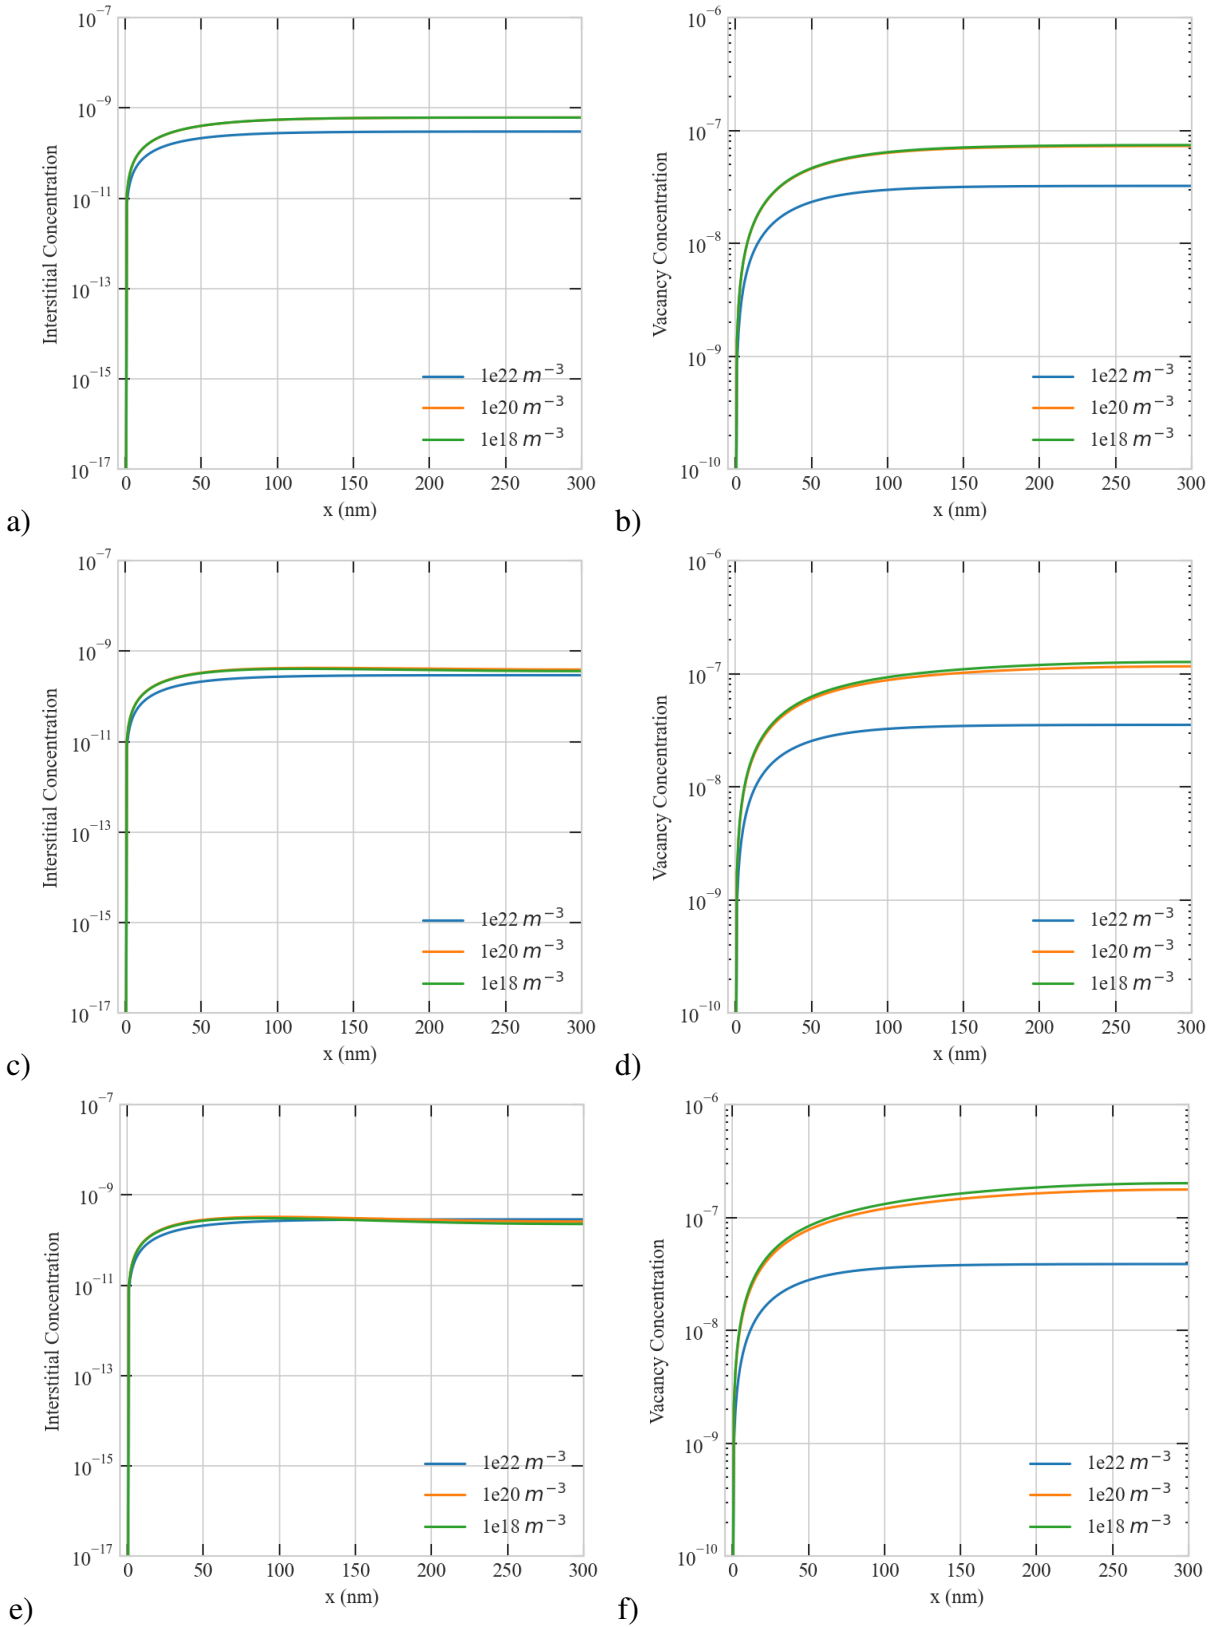 10⁻⁷
10⁻⁹
10⁻¹¹
10⁻¹³
10⁻¹⁵
10⁻¹⁷
Interstitial Concentration
1e22 m⁻³
1e20 m⁻³
1e18 m⁻³
0 50 100 150 200 250 300
x (nm)
a)
10⁻⁶
10⁻⁷
10⁻⁸
10⁻⁹
10⁻¹⁰
Vacancy Concentration
1e22 m⁻³
1e20 m⁻³
1e18 m⁻³
0 50 100 150 200 250 300
x (nm)
b)
10⁻⁷
10⁻⁹
10⁻¹¹
10⁻¹³
10⁻¹⁵
10⁻¹⁷
Interstitial Concentration
1e22 m⁻³
1e20 m⁻³
1e18 m⁻³
0 50 100 150 200 250 300
x (nm)
c)
10⁻⁶
10⁻⁷
10⁻⁸
10⁻⁹
10⁻¹⁰
Vacancy Concentration
1e22 m⁻³
1e20 m⁻³
1e18 m⁻³
0 50 100 150 200 250 300
x (nm)
d)
10⁻⁷
10⁻⁹
10⁻¹¹
10⁻¹³
10⁻¹⁵
10⁻¹⁷
Interstitial Concentration
1e22 m⁻³
1e20 m⁻³
1e18 m⁻³
0 50 100 150 200 250 300
x (nm)
e)
10⁻⁶
10⁻⁷
10⁻⁸
10⁻⁹
10⁻¹⁰
Vacancy Concentration
1e22 m⁻³
1e20 m⁻³
1e18 m⁻³
0 50 100 150 200 250 300
x (nm)
f)